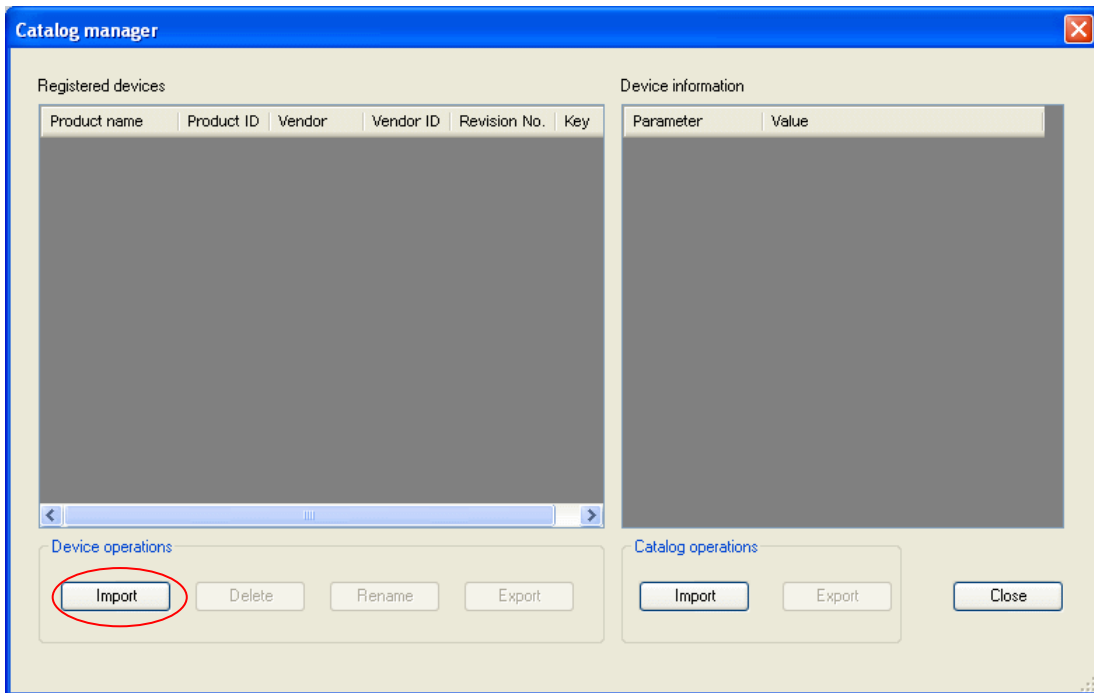 Catalog manager
Registered devices
Product name Product ID Vendor Vendor ID Revision No. Key
Device information
Parameter Value
Device operations
Import Delete Rename Export
Catalog operations
Import Export
Close